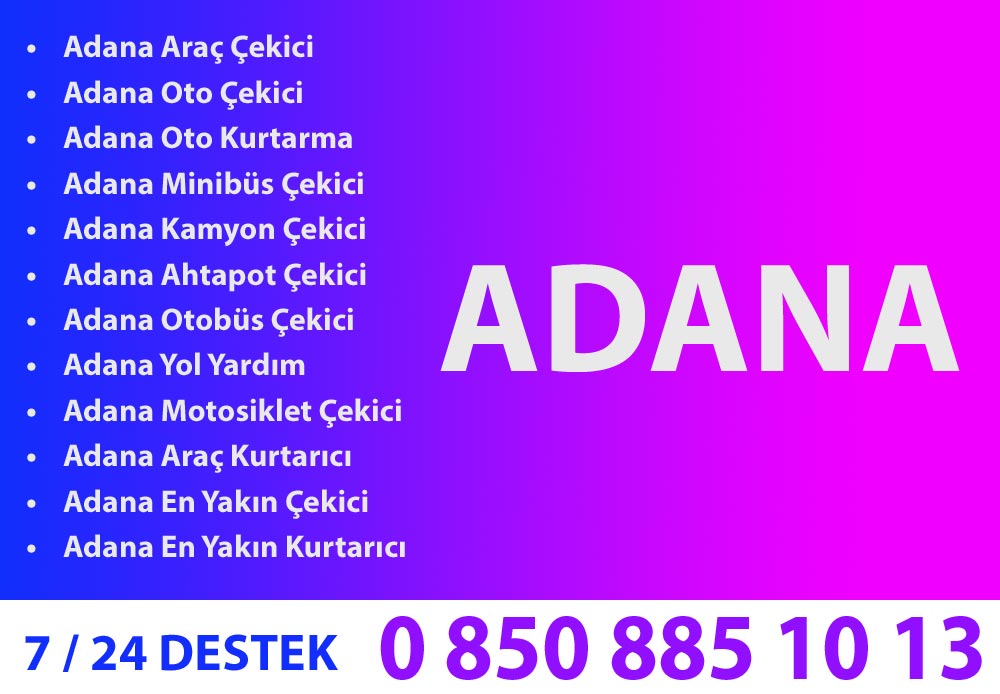 • Adana Araç Çekici
• Adana Oto Çekici
• Adana Oto Kurtarma
• Adana Minibüs Çekici
• Adana Kamyon Çekici
• Adana Ahtapot Çekici
• Adana Otobüs Çekici
• Adana Yol Yardım
• Adana Motosiklet Çekici
• Adana Araç Kurtarıcı
• Adana En Yakın Çekici
• Adana En Yakın Kurtarıcı
ADANA
7 / 24 DESTEK 0 850 885 10 13